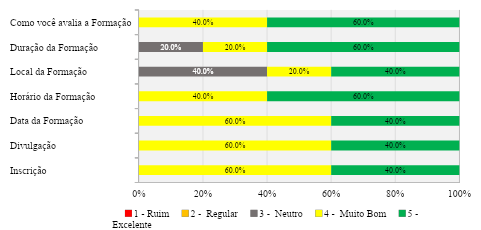 Como você avalia a Formação 40.0% 60.0%
Duração da Formação 20.0% 20.0% 60.0%
Local da Formação 40.0% 20.0% 40.0%
Horário da Formação 40.0% 60.0%
Data da Formação 60.0% 40.0%
Divulgação 60.0% 40.0%
Inscrição 60.0% 40.0%
0% 20% 40% 60% 80% 100%
1 - Ruim 2 - Regular 3 - Neutro 4 - Muito Bom 5 -
Excelente